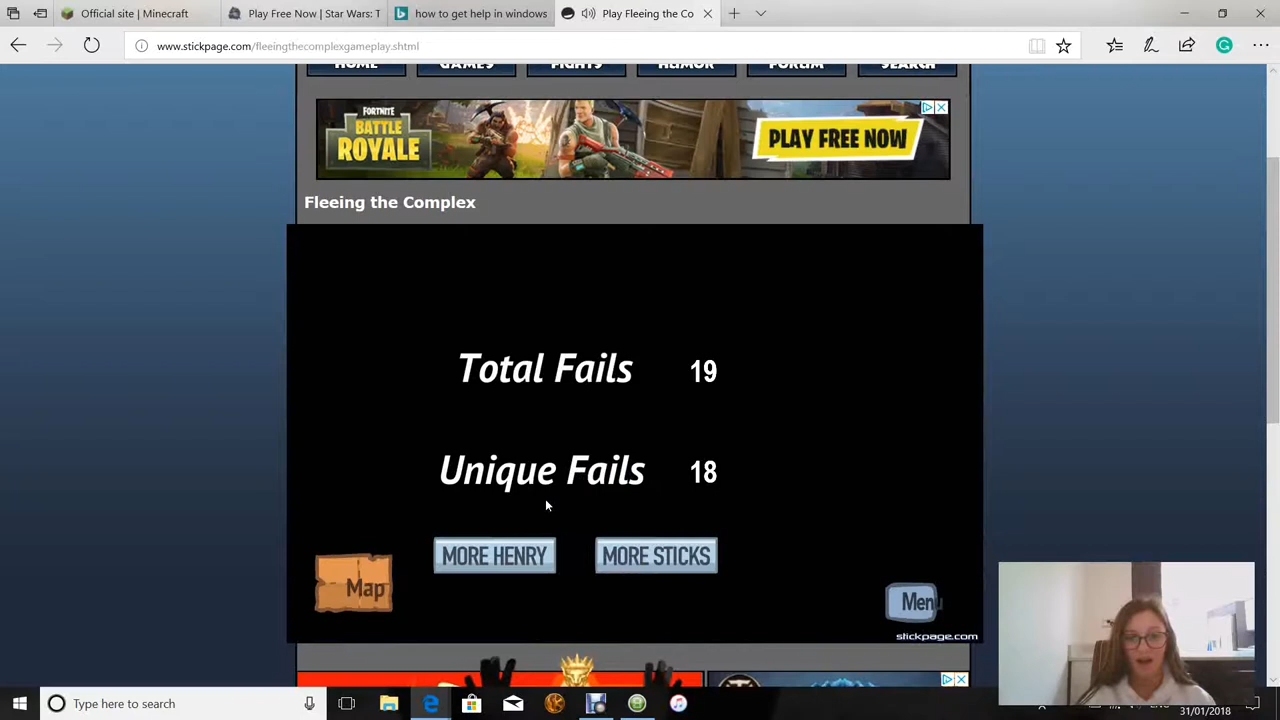 Official site | Minecraft
Play Free Now | Star Wars: T
how to get help in windows
Play Fleeing the Co
www.stickpage.com/fleeingthecomplexgameplay.shtml
HOME GAMES FIGHTS HUMOR FORUM SEARCH
FORTNITE
BATTLE
ROYALE
PLAY FREE NOW
Fleeing the Complex
Total Fails 19
Unique Fails 18
MORE HENRY MORE STICKS
Map
Menu
stickpage.com
Type here to search
31/01/2018